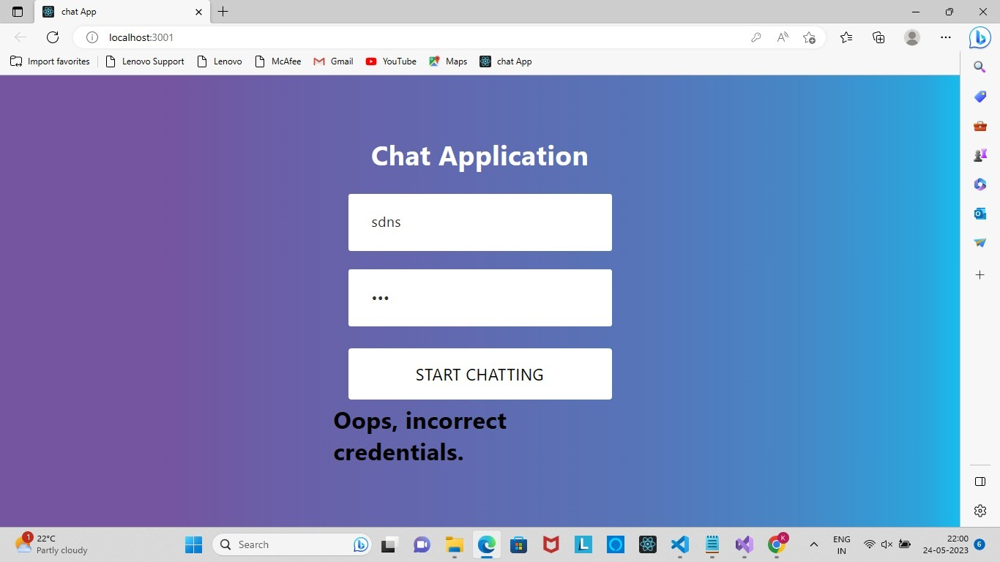 chat App
localhost:3001
Import favorites
Lenovo Support
Lenovo
McAfee
Gmail
YouTube
Maps
chat App
Chat Application
sdns
•••
START CHATTING
Oops, incorrect
credentials.
1
22°C
Partly cloudy
Search
L
K
ENG
IN
22:00
24-05-2023
6